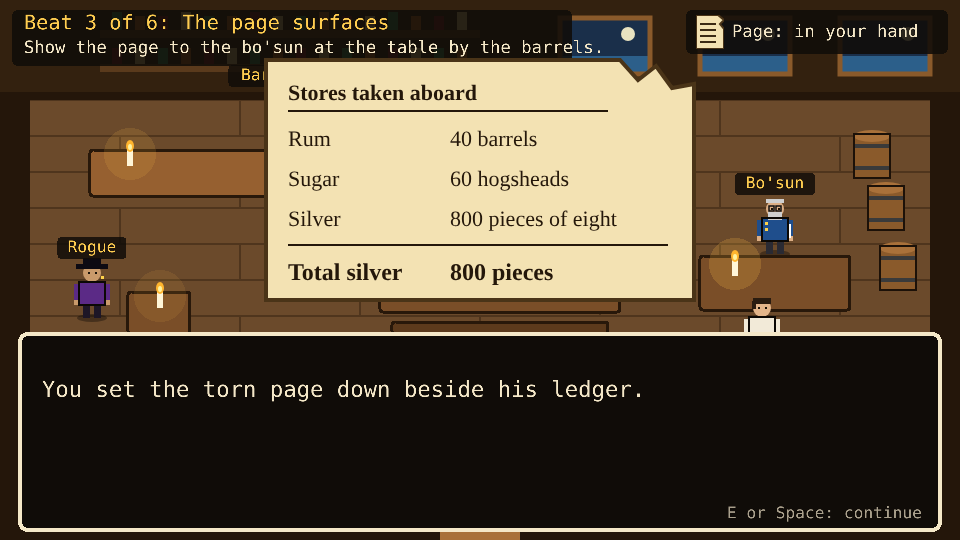 Beat 3 of 6: The page surfaces
Show the page to the bo'sun at the table by the barrels.
Page: in your hand
Stores taken aboard
Rum 40 barrels
Sugar 60 hogsheads
Silver 800 pieces of eight
Total silver 800 pieces
Bo'sun
Rogue
You set the torn page down beside his ledger.
E or Space: continue